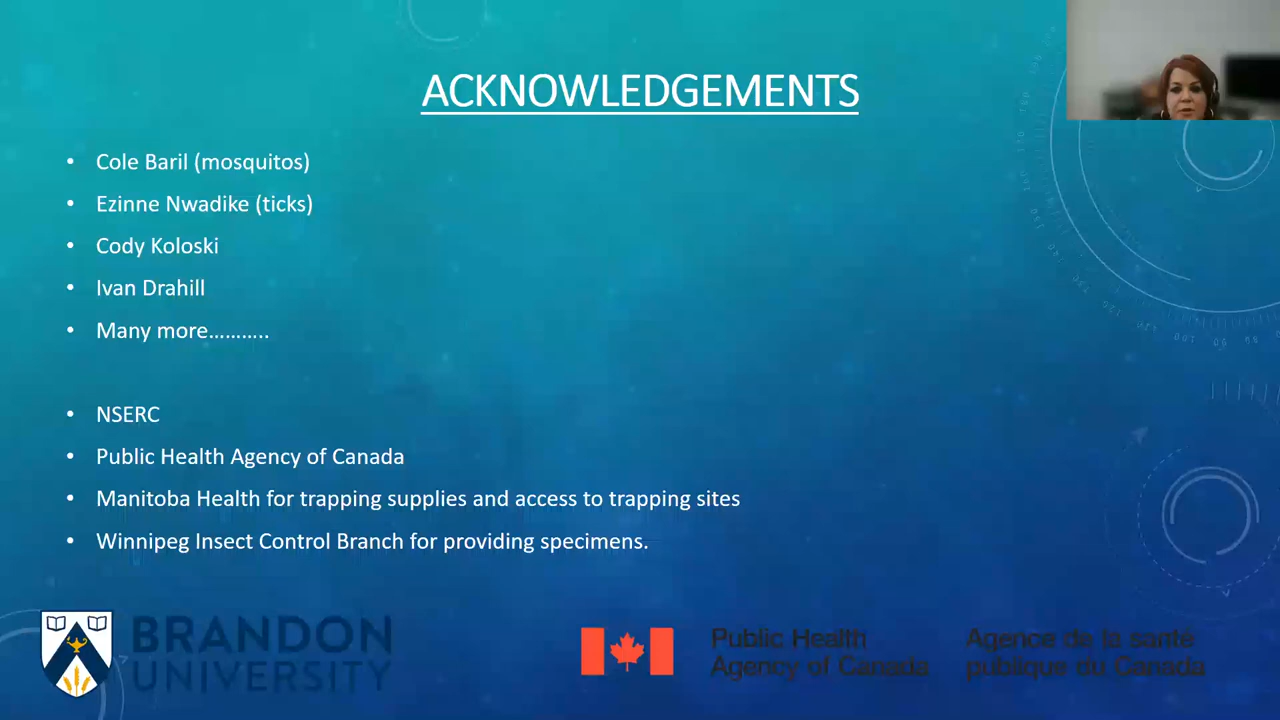 ACKNOWLEDGEMENTS
• Cole Baril (mosquitos)
• Ezinne Nwadike (ticks)
• Cody Koloski
• Ivan Drahill
• Many more………..
• NSERC
• Public Health Agency of Canada
• Manitoba Health for trapping supplies and access to trapping sites
• Winnipeg Insect Control Branch for providing specimens.
BRANDON
UNIVERSITY
Public Health
Agency of Canada
Agence de la santé
publique du Canada